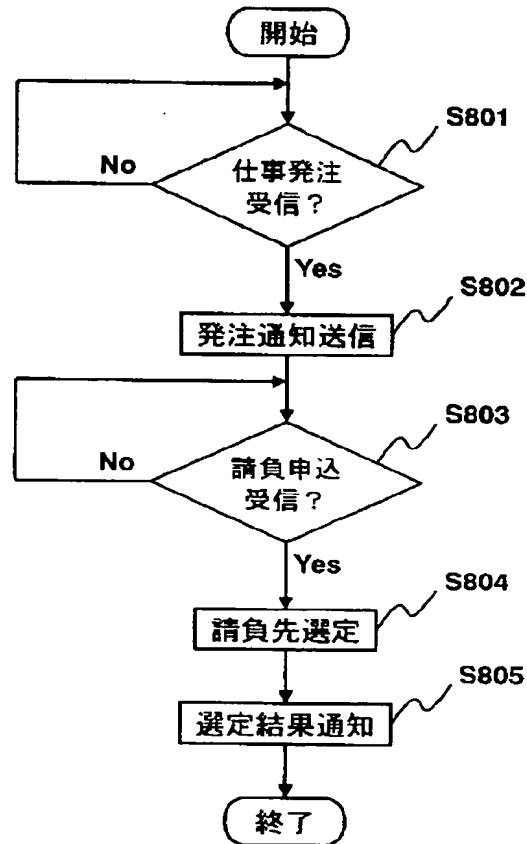 開始
S801
No
仕事発注
受信？
Yes
S802
発注通知送信
S803
No
請負申込
受信？
Yes
S804
請負先選定
S805
選定結果通知
終了